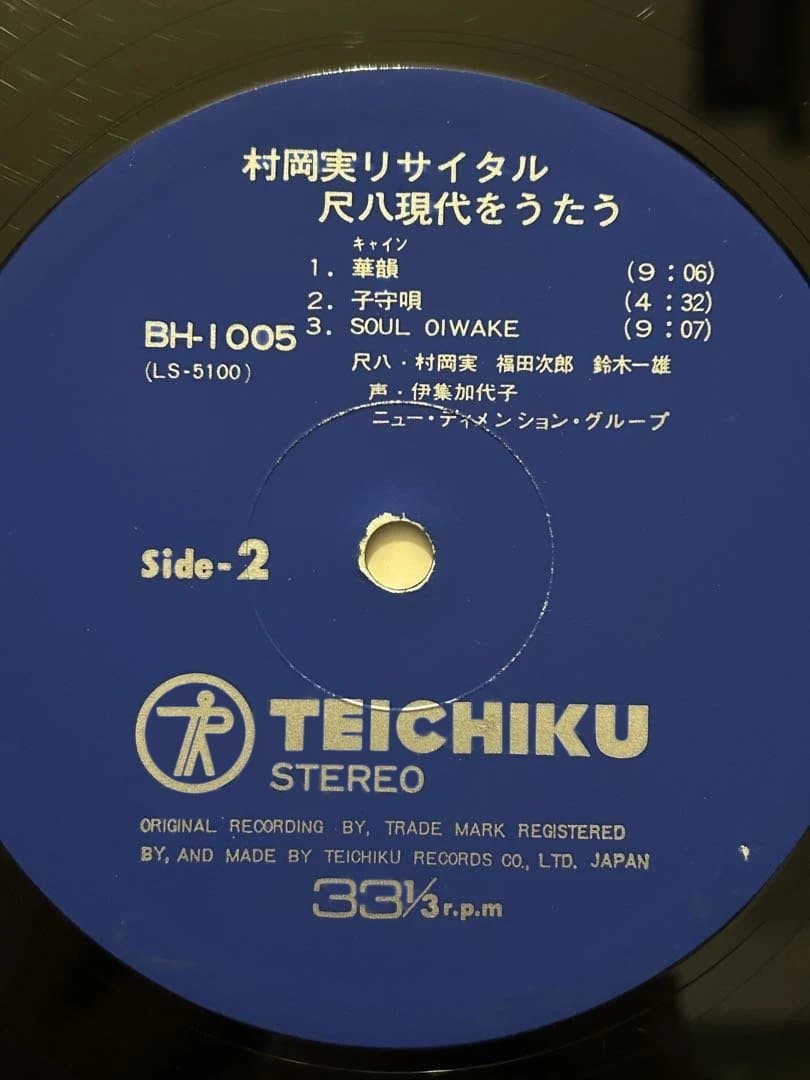 村岡実リサイタル
尺八現代をうたう
キャイン
1. 華韻 (9:06)
2. 子守唄 (4:32)
3. SOUL OIWAKE (9:07)
BH-1005
(LS-5100)
尺八・村岡実 福田次郎 鈴木一雄
声・伊集加代子
ニュー・ディメンション・グループ
Side-2
TEICHIKU
STEREO
ORIGINAL RECORDING BY, TRADE MARK REGISTERED
BY, AND MADE BY TEICHIKU RECORDS CO., LTD. JAPAN
33 1/3 r.p.m